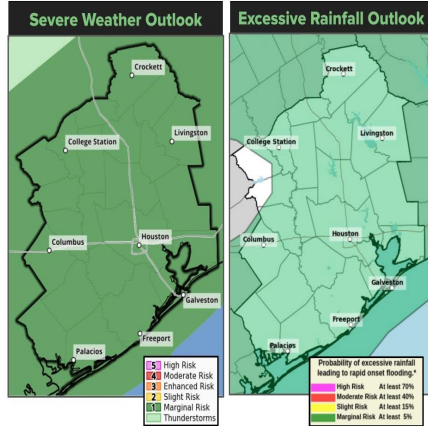 Severe Weather Outlook
Crockett
Livingston
College Station
Houston
Columbus
Galveston
Freeport
Palacios
5 High Risk
4 Moderate Risk
3 Enhanced Risk
2 Slight Risk
1 Marginal Risk
Thunderstorms
Excessive Rainfall Outlook
Crockett
Livingston
College Station
Houston
Columbus
Galveston
Freeport
Palacios
Probability of excessive rainfall
leading to rapid onset flooding.*
High Risk At least 70%
Moderate Risk At least 40%
Slight Risk At least 15%
Marginal Risk At least 5%